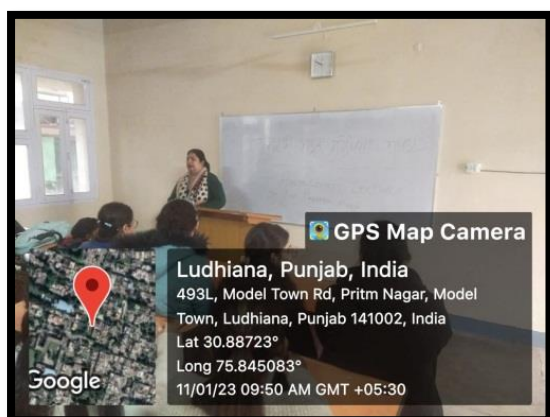 GPS Map Camera
Ludhiana, Punjab, India
493L, Model Town Rd, Pritm Nagar, Model
Town, Ludhiana, Punjab 141002, India
Lat 30.88723°
Long 75.845083°
11/01/23 09:50 AM GMT +05:30
Google